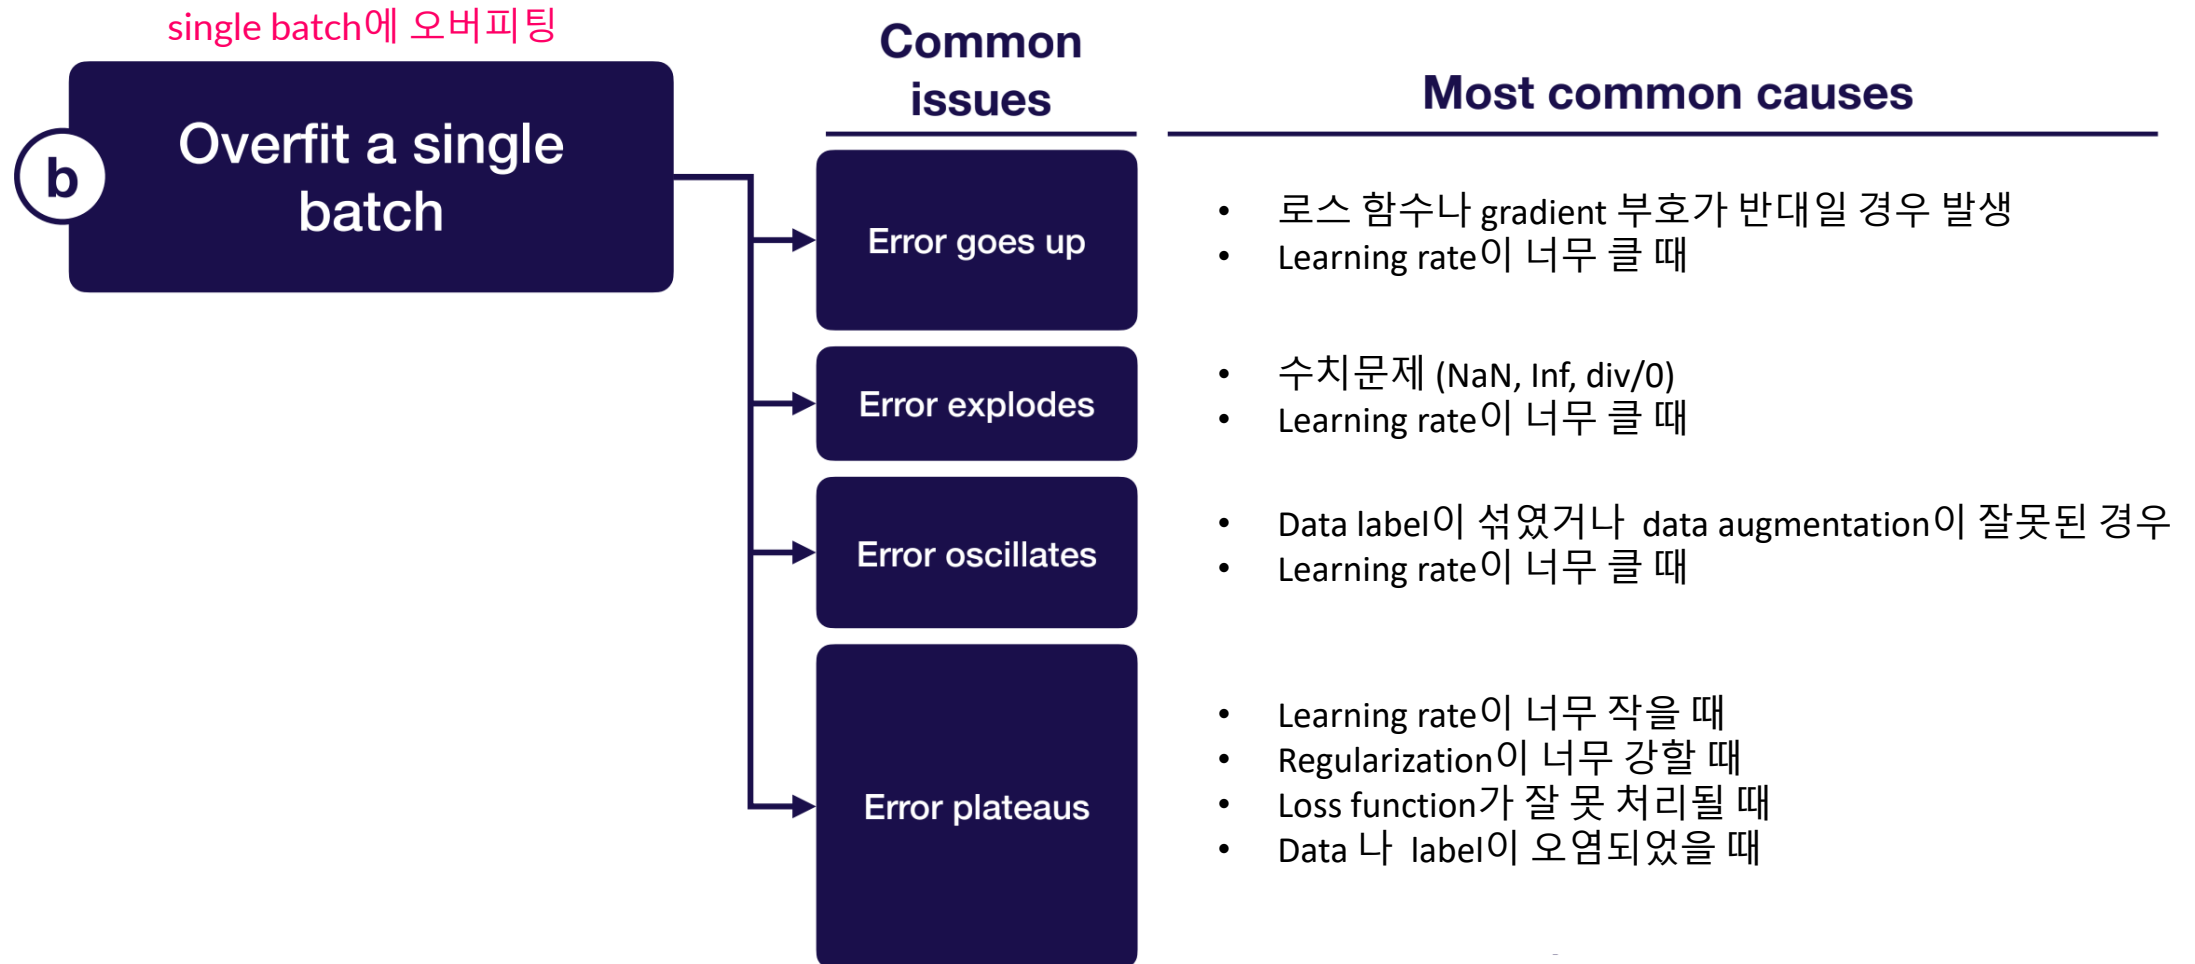 single batch에 오버피팅
b
Overfit a single
batch
Common
issues
Most common causes
Error goes up
• 로스 함수나 gradient 부호가 반대일 경우 발생
• Learning rate이 너무 클 때
Error explodes
• 수치문제 (NaN, Inf, div/0)
• Learning rate이 너무 클 때
Error oscillates
• Data label이 섞였거나 data augmentation이 잘못된 경우
• Learning rate이 너무 클 때
Error plateaus
• Learning rate이 너무 작을 때
• Regularization이 너무 강할 때
• Loss function가 잘 못 처리될 때
• Data 나 label이 오염되었을 때